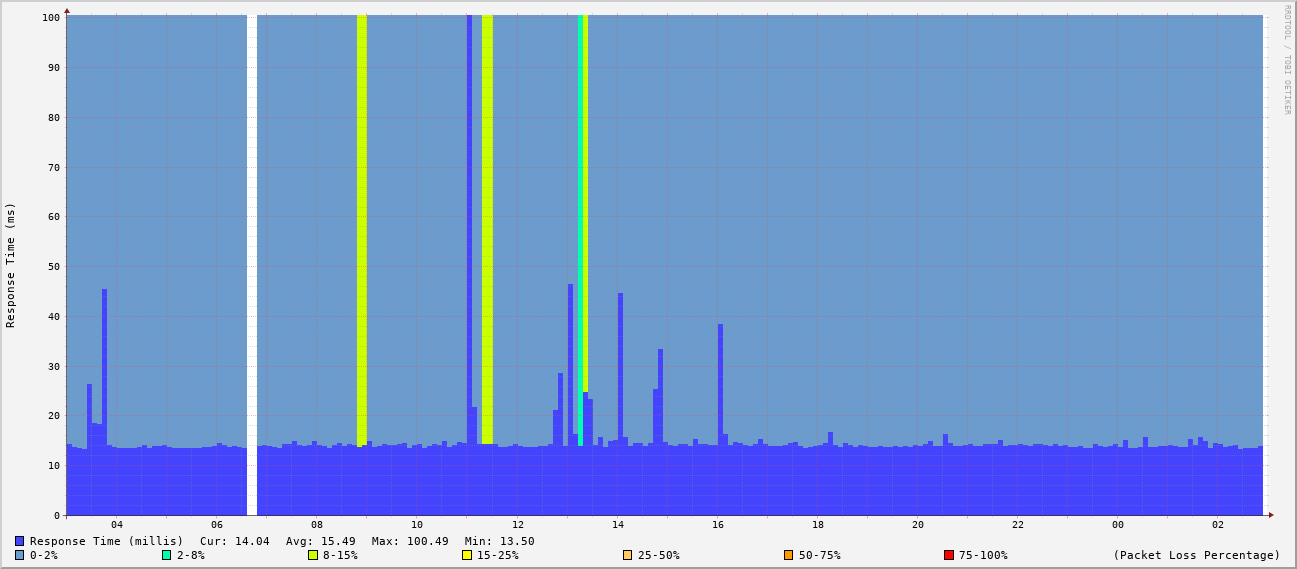 100
90
80
70
60
50
40
30
20
10
0
Response Time (ms)
04 06 08 10 12 14 16 18 20 22 00 02
RRDTOOL / TOBI OETIKER
Response Time (millis) Cur: 14.04 Avg: 15.49 Max: 100.49 Min: 13.50
0-2% 2-8% 8-15% 15-25% 25-50% 50-75% 75-100% (Packet Loss Percentage)